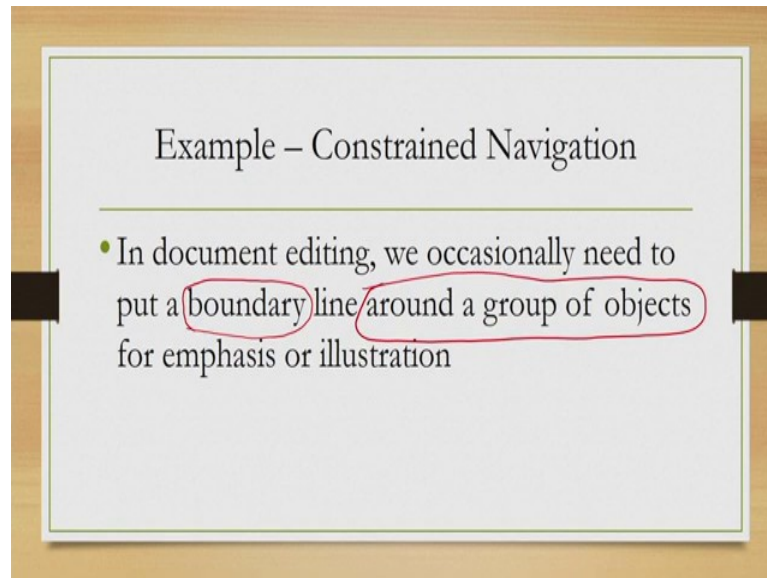 Example – Constrained Navigation
• In document editing, we occasionally need to
put a boundary line around a group of objects
for emphasis or illustration